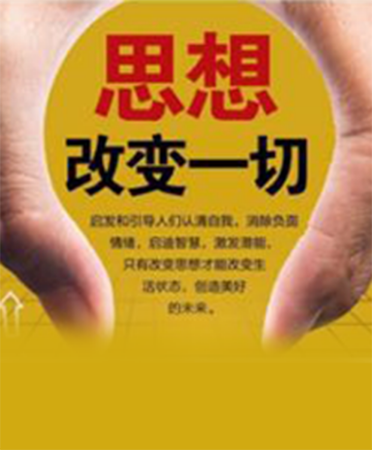 思想
改变一切
启发和引导人们认清自我，消除负面
情绪，启迪智慧，激发潜能，
只有改变思想才能改变生
活状态，创造美好
的未来。